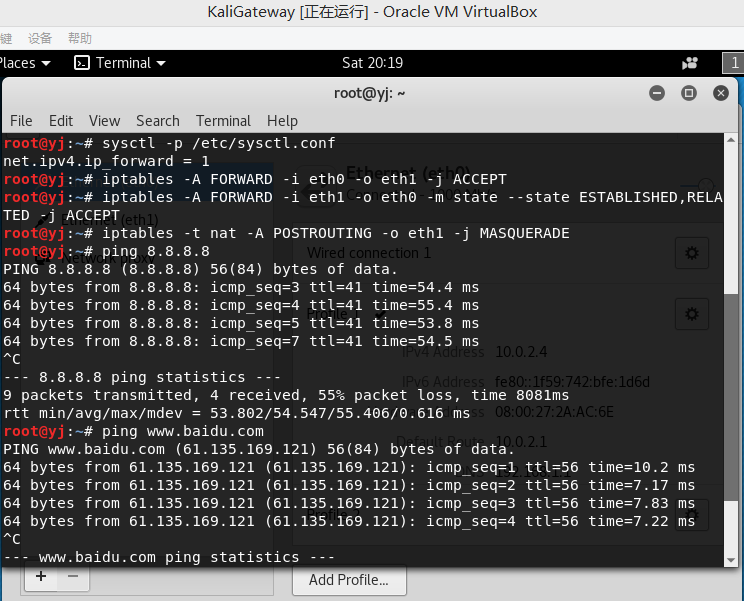 KaliGateway [正在运行] - Oracle VM VirtualBox
键 设备 帮助
Places Terminal Sat 20:19 1
root@yj: ~
File Edit View Search Terminal Help
root@yj:~# sysctl -p /etc/sysctl.conf
net.ipv4.ip_forward = 1
root@yj:~# iptables -A FORWARD -i eth0 -o eth1 -j ACCEPT
root@yj:~# iptables -A FORWARD -i eth1 -o eth0 -m state --state ESTABLISHED,RELA
TED -j ACCEPT
root@yj:~# iptables -t nat -A POSTROUTING -o eth1 -j MASQUERADE
root@yj:~# ping 8.8.8.8
PING 8.8.8.8 (8.8.8.8) 56(84) bytes of data.
64 bytes from 8.8.8.8: icmp_seq=3 ttl=41 time=54.4 ms
64 bytes from 8.8.8.8: icmp_seq=4 ttl=41 time=55.4 ms
64 bytes from 8.8.8.8: icmp_seq=5 ttl=41 time=53.8 ms
64 bytes from 8.8.8.8: icmp_seq=7 ttl=41 time=54.5 ms
^C
--- 8.8.8.8 ping statistics ---
9 packets transmitted, 4 received, 55% packet loss, time 8081ms
rtt min/avg/max/mdev = 53.802/54.547/55.406/0.616 ms
root@yj:~# ping www.baidu.com
PING www.baidu.com (61.135.169.121) 56(84) bytes of data.
64 bytes from 61.135.169.121 (61.135.169.121): icmp_seq=1 ttl=56 time=10.2 ms
64 bytes from 61.135.169.121 (61.135.169.121): icmp_seq=2 ttl=56 time=7.17 ms
64 bytes from 61.135.169.121 (61.135.169.121): icmp_seq=3 ttl=56 time=7.83 ms
64 bytes from 61.135.169.121 (61.135.169.121): icmp_seq=4 ttl=56 time=7.22 ms
^C
--- www.baidu.com ping statistics ---
Ethernet (eth0)
Ethernet (eth1)
Network proxy
Wired connection 1
Profile 1
IPv4 Address 10.0.2.4
IPv6 Address fe80::1f59:742:bfe:1d6d
08:00:27:2A:AC:6E
Default Route 10.0.2.1
Add Profile...